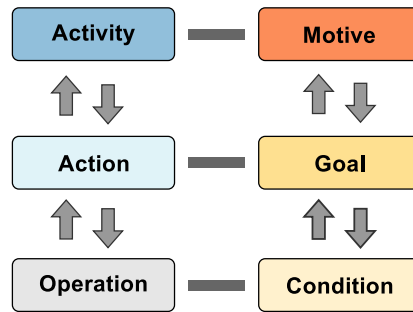 Activity
Motive
Action
Goal
Operation
Condition